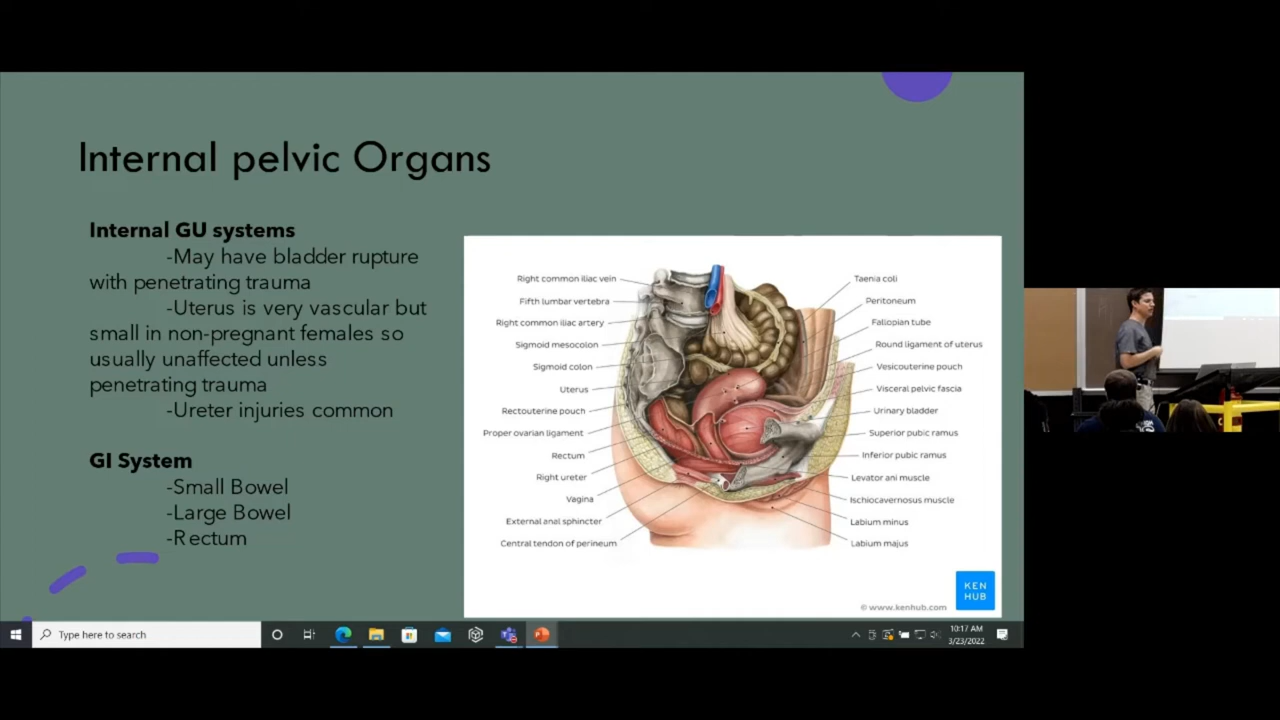 Internal pelvic Organs
Internal GU systems
-May have bladder rupture
with penetrating trauma
-Uterus is very vascular but
small in non-pregnant females so
usually unaffected unless
penetrating trauma
-Ureter injuries common
GI System
-Small Bowel
-Large Bowel
-Rectum
Right common iliac vein
Fifth lumbar vertebra
Right common iliac artery
Sigmoid mesocolon
Sigmoid colon
Uterus
Rectouterine pouch
Proper ovarian ligament
Rectum
Right ureter
Vagina
External anal sphincter
Central tendon of perineum
Taenia coli
Peritoneum
Fallopian tube
Round ligament of uterus
Vesicouterine pouch
Visceral pelvic fascia
Urinary bladder
Superior pubic ramus
Inferior pubic ramus
Levator ani muscle
Ischiocavernosus muscle
Labium minus
Labium majus
KEN
HUB
© www.kenhub.com
Type here to search
10:17 AM
3/23/2022